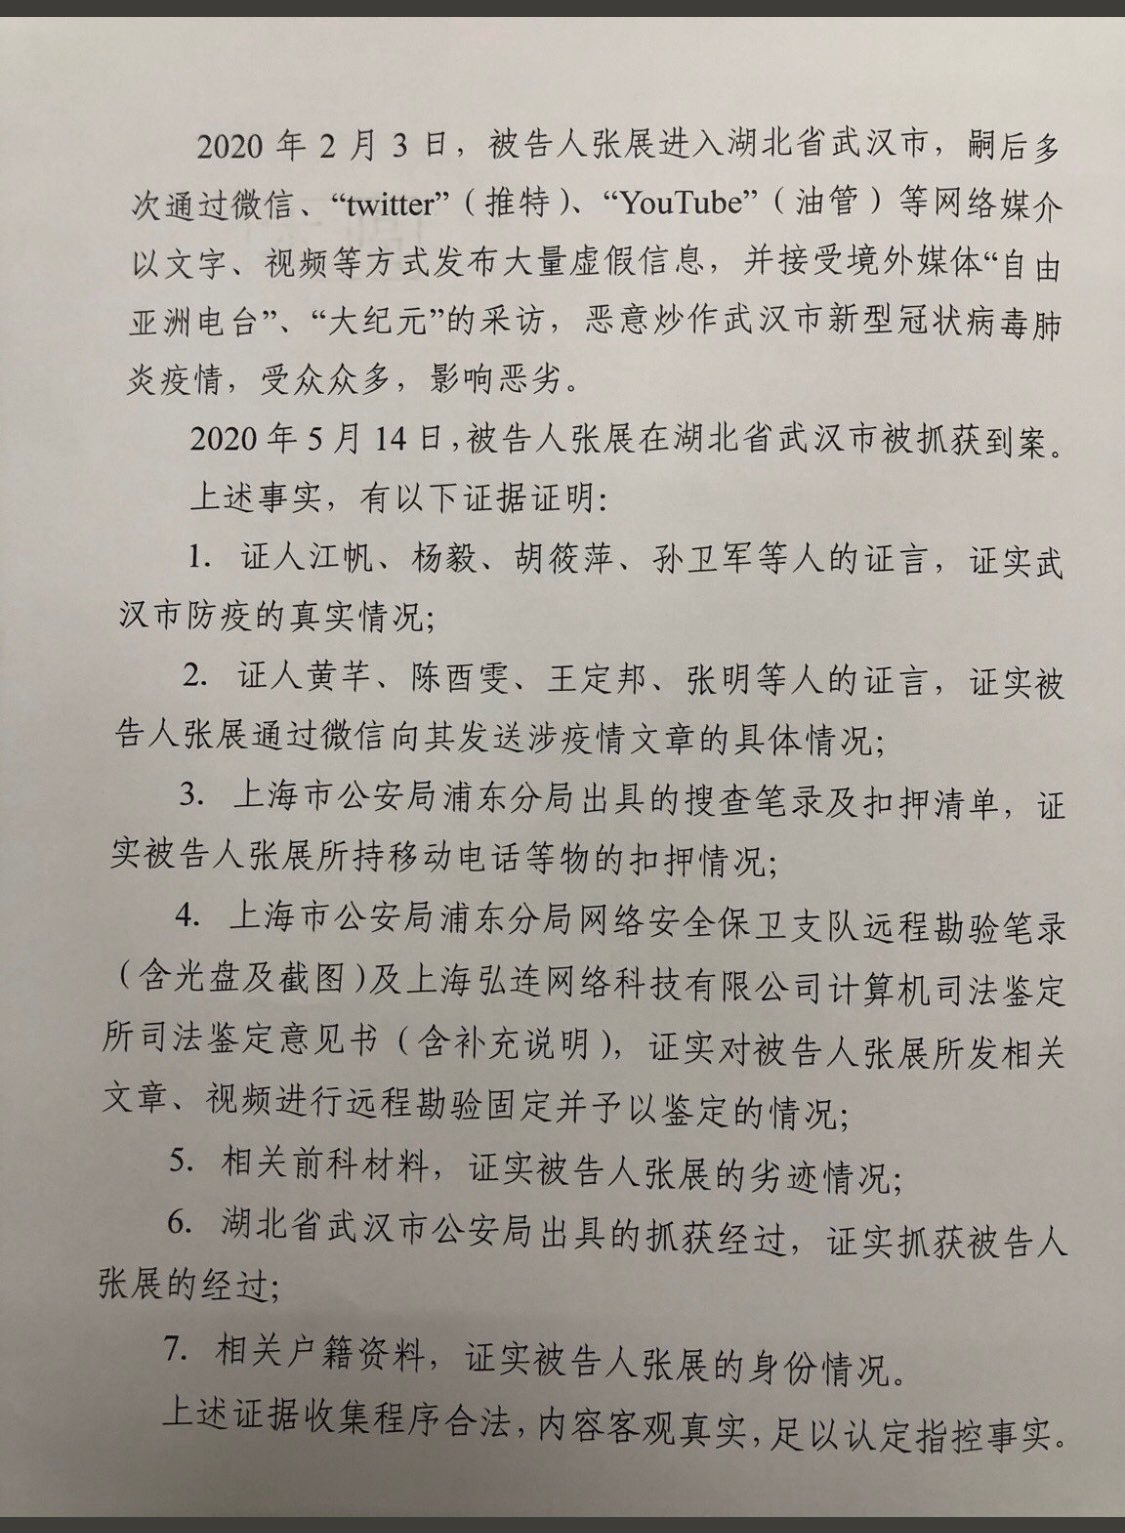 2020 年 2 月 3 日，被告人张展进入湖北省武汉市，嗣后多
次通过微信、“twitter”（推特）、“YouTube”（油管）等网络媒介
以文字、视频等方式发布大量虚假信息，并接受境外媒体“自由
亚洲电台”、“大纪元”的采访，恶意炒作武汉市新型冠状病毒肺
炎疫情，受众众多，影响恶劣。
2020 年 5 月 14 日,被告人张展在湖北省武汉市被抓获到案。
上述事实，有以下证据证明：
1. 证人江帆、杨毅、胡筱萍、孙卫军等人的证言，证实武
汉市防疫的真实情况；
2. 证人黄芊、陈酉雯、王定邦、张明等人的证言，证实被
告人张展通过微信向其发送涉疫情文章的具体情况；
3. 上海市公安局浦东分局出具的搜查笔录及扣押清单，证
实被告人张展所持移动电话等物的扣押情况；
4. 上海市公安局浦东分局网络安全保卫支队远程勘验笔录
（含光盘及截图）及上海弘连网络科技有限公司计算机司法鉴定
所司法鉴定意见书（含补充说明），证实对被告人张展所发相关
文章、视频进行远程勘验固定并予以鉴定的情况；
5. 相关前科材料，证实被告人张展的劣迹情况；
6. 湖北省武汉市公安局出具的抓获经过，证实抓获被告人
张展的经过；
7. 相关户籍资料，证实被告人张展的身份情况。
上述证据收集程序合法,内容客观真实,足以认定指控事实。